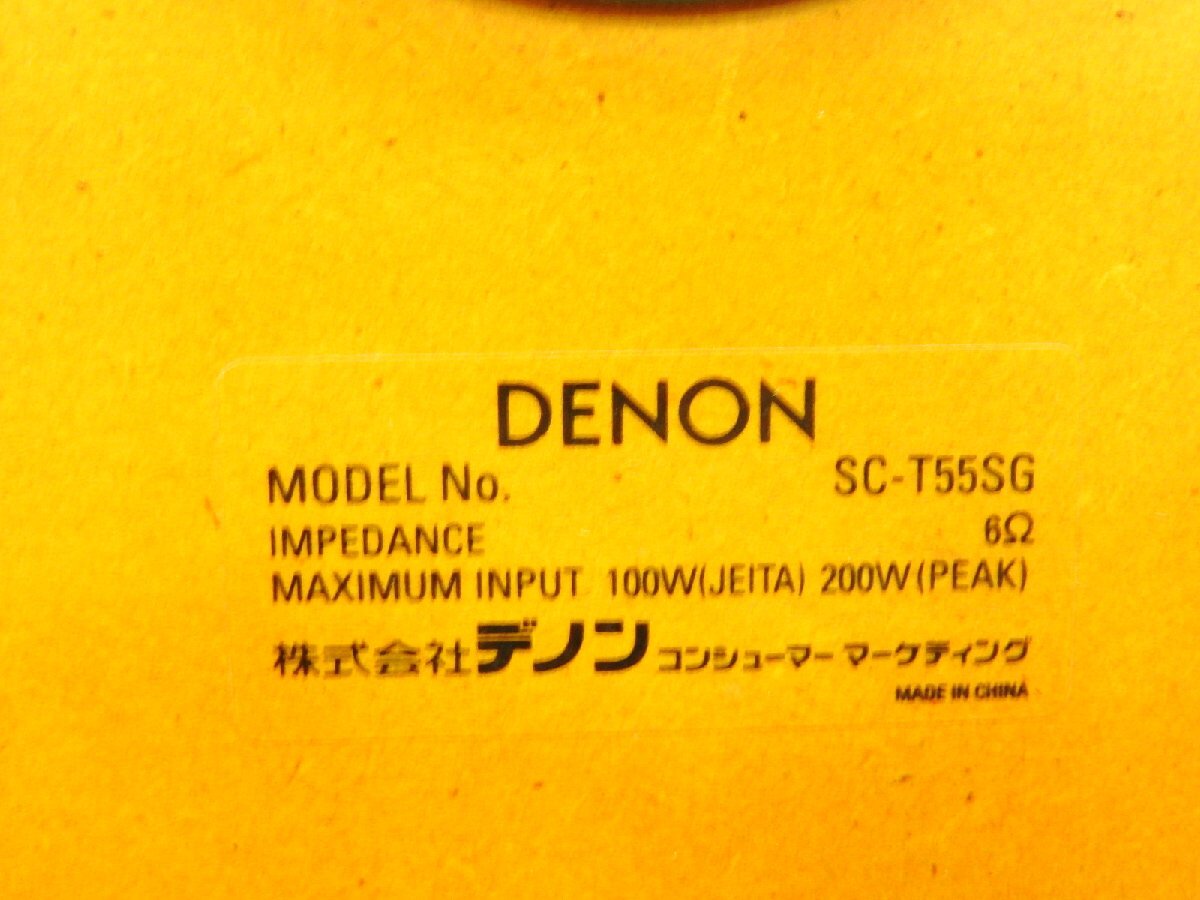 DENON
MODEL No. SC-T55SG
IMPEDANCE 6Ω
MAXIMUM INPUT 100W(JEITA) 200W(PEAK)
株式会社デノン コンシューマー マーケティング
MADE IN CHINA